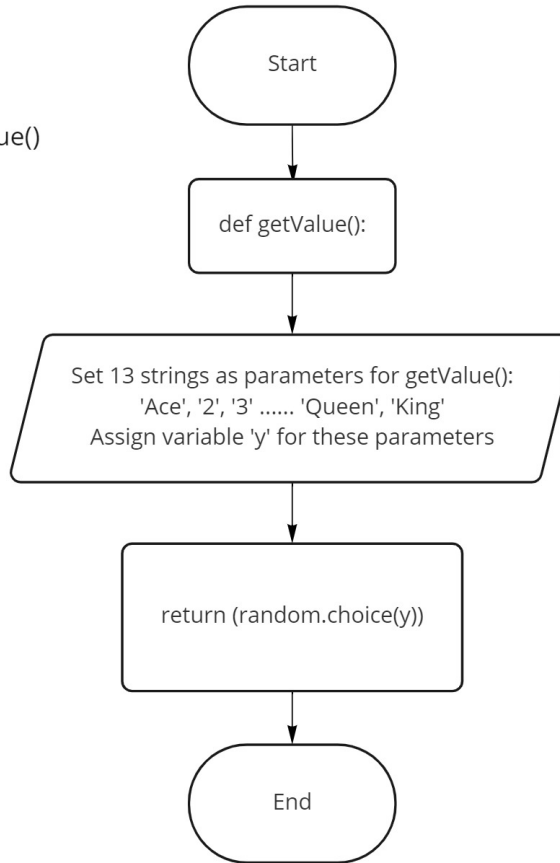 Start
ue()
def getValue():
Set 13 strings as parameters for getValue():
'Ace', '2', '3' ...... 'Queen', 'King'
Assign variable 'y' for these parameters
return (random.choice(y))
End